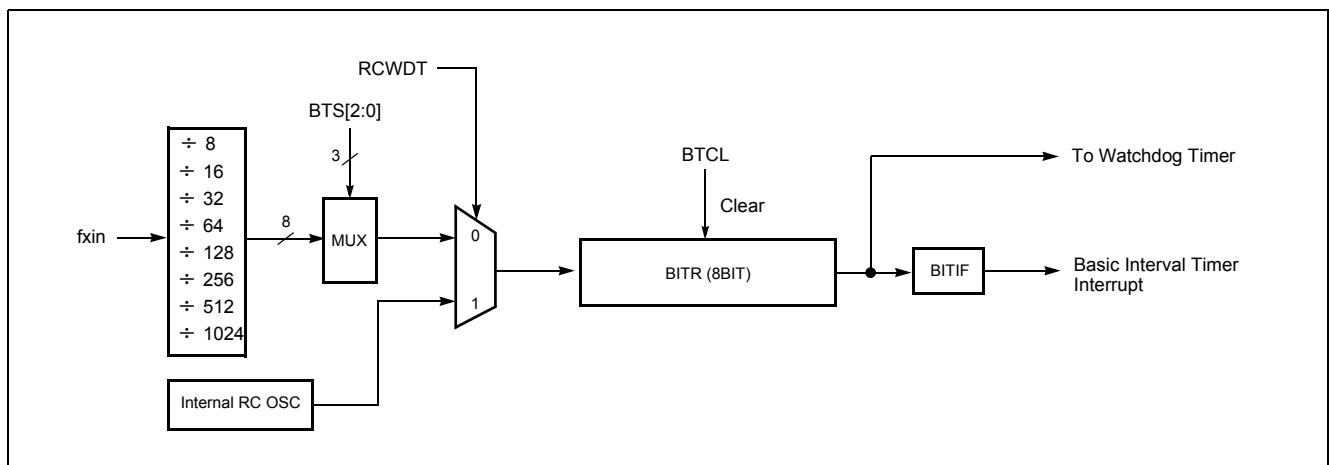 RCWDT
BTS[2:0]
3
÷ 8
÷ 16
÷ 32
÷ 64
÷ 128
÷ 256
÷ 512
÷ 1024
fxin
8
MUX
0
1
Internal RC OSC
BTCL
Clear
BITR (8BIT)
To Watchdog Timer
BITIF
Basic Interval Timer
Interrupt